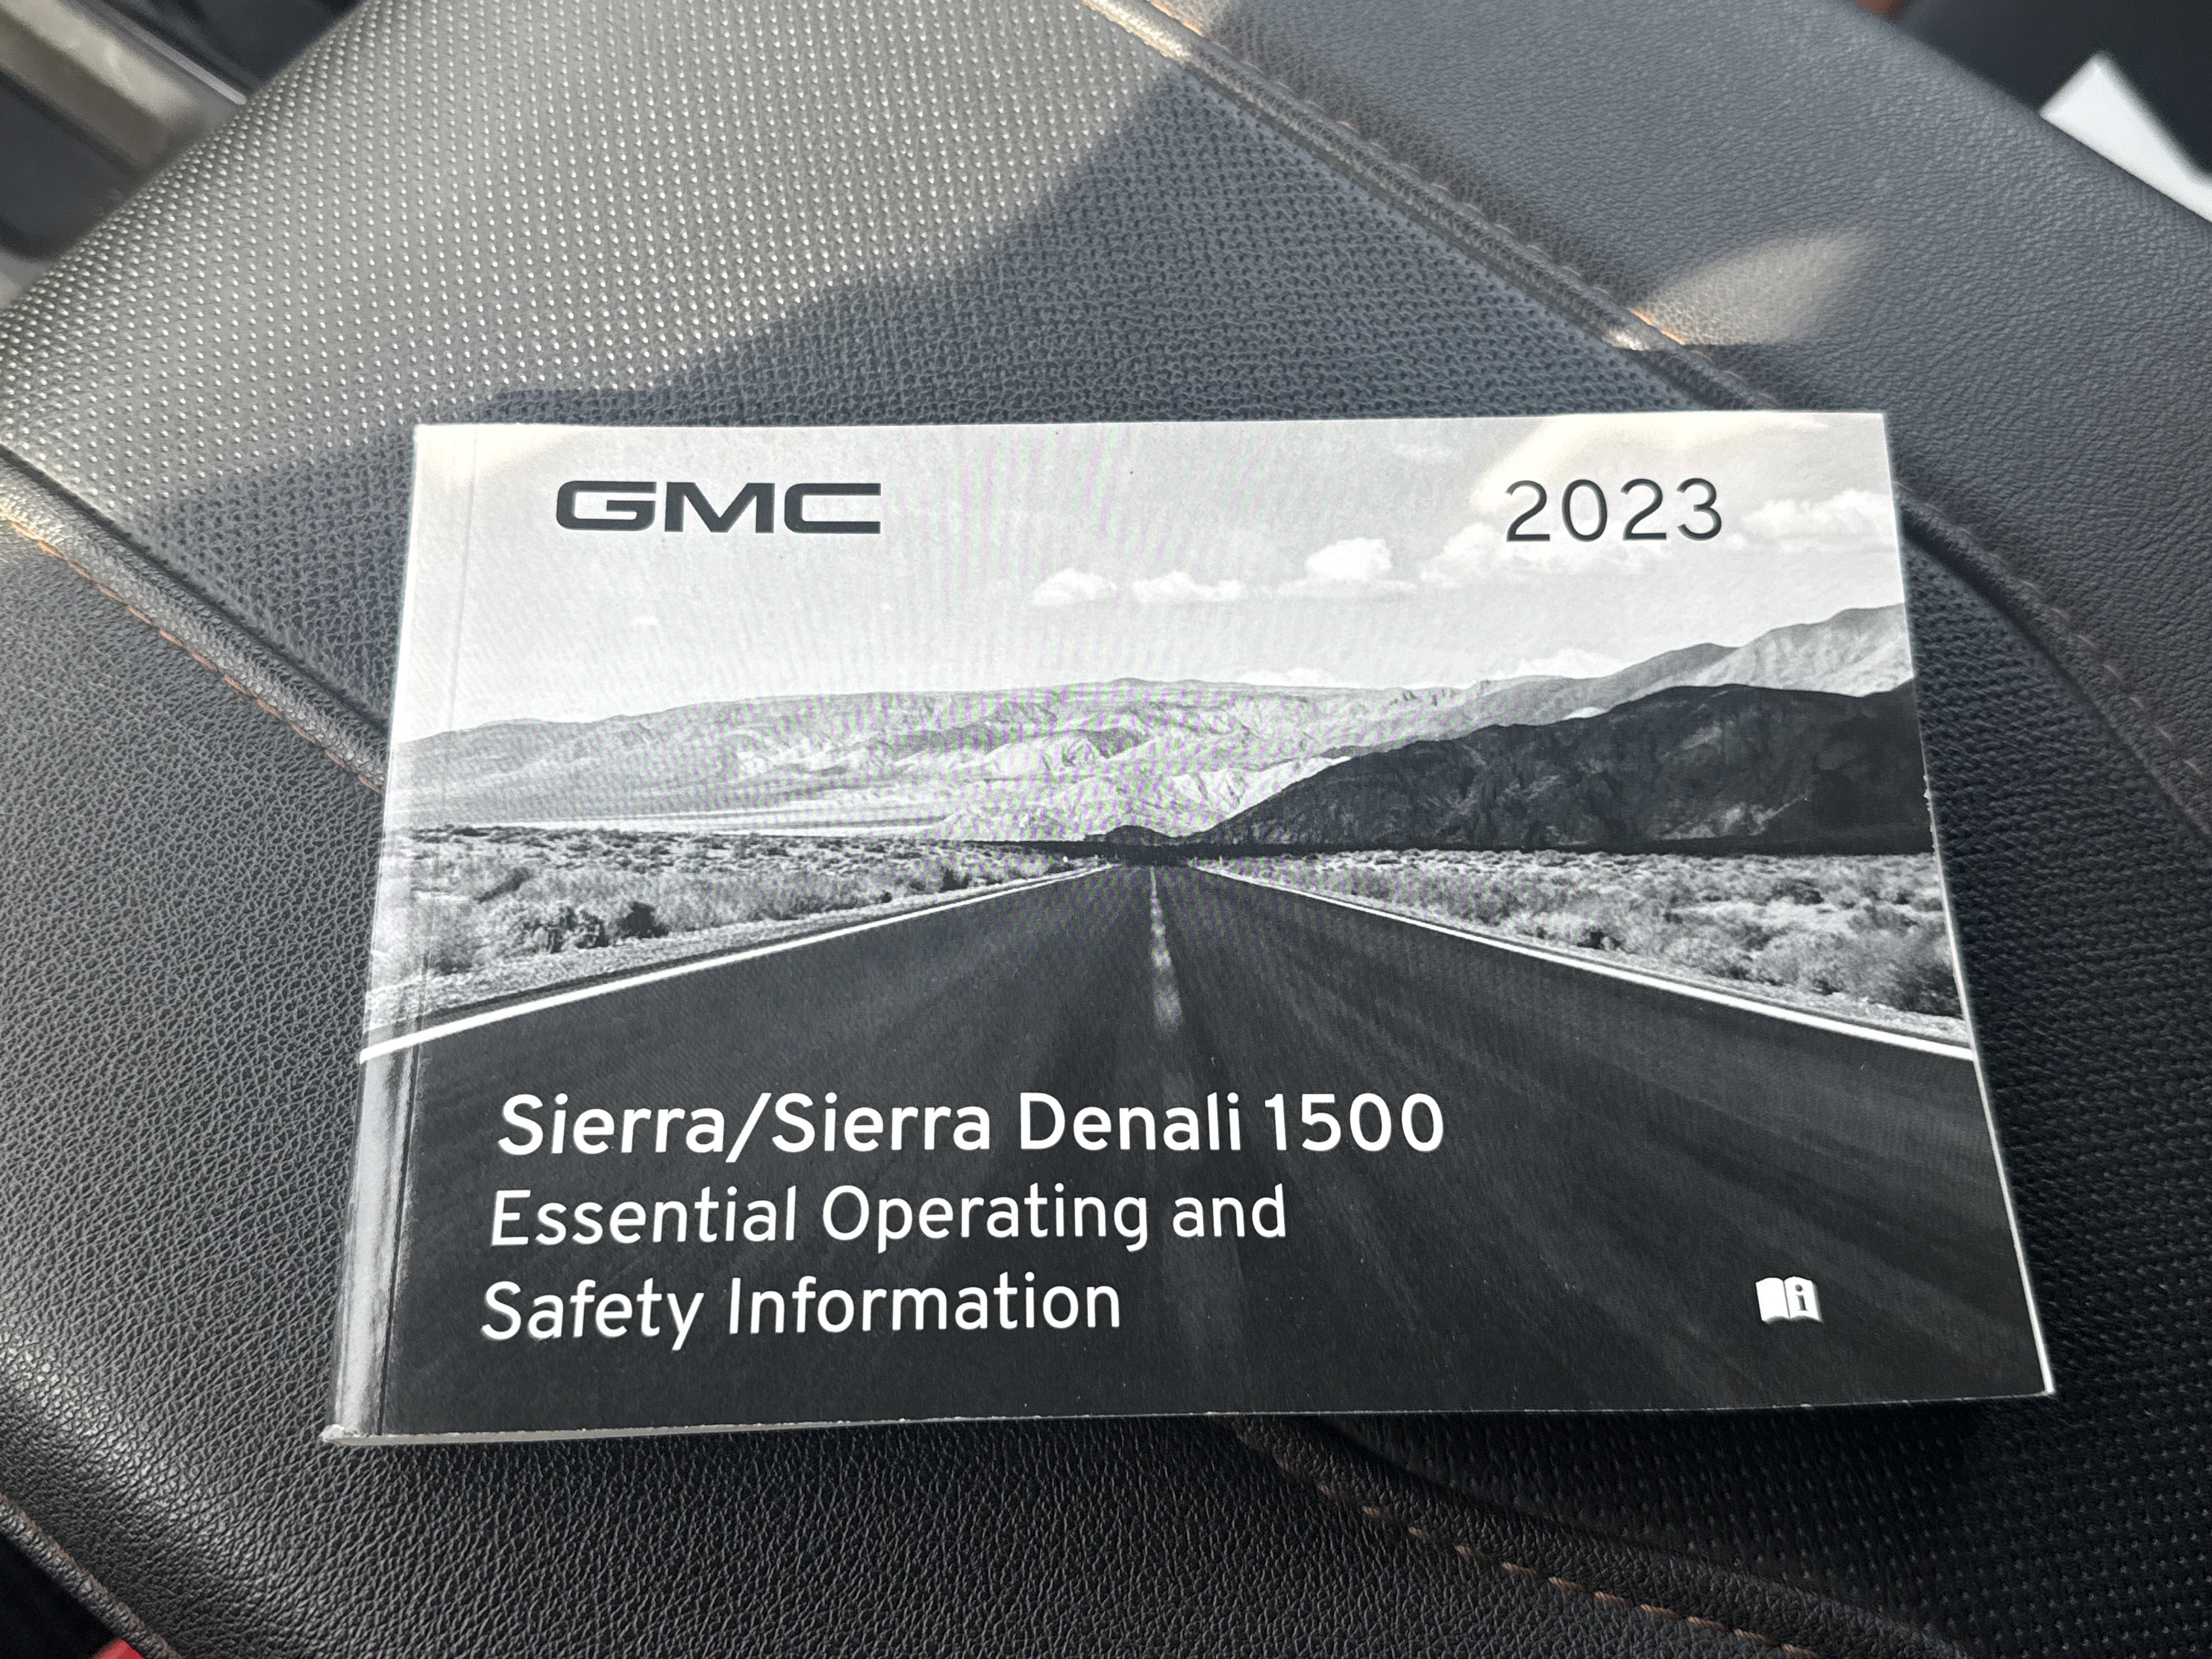 GMC
2023
Sierra/Sierra Denali 1500
Essential Operating and
Safety Information
i